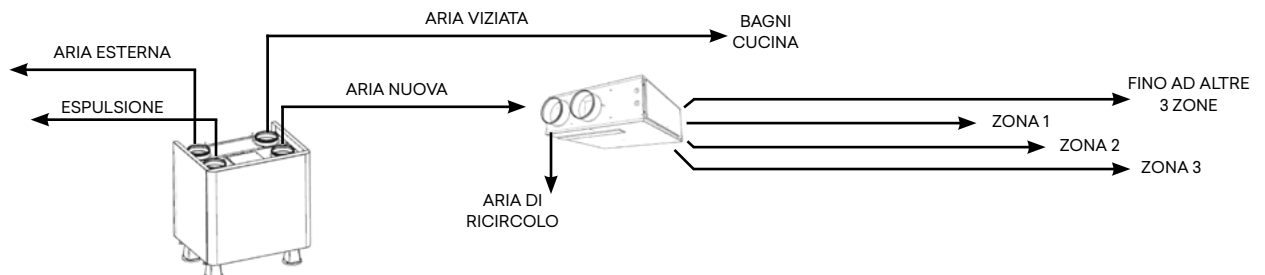 ARIA VIZIATA
BAGNI
CUCINA
ARIA ESTERNA
ARIA NUOVA
ESPULSIONE
FINO AD ALTRE
3 ZONE
ZONA 1
ZONA 2
ZONA 3
ARIA DI
RICIRCOLO